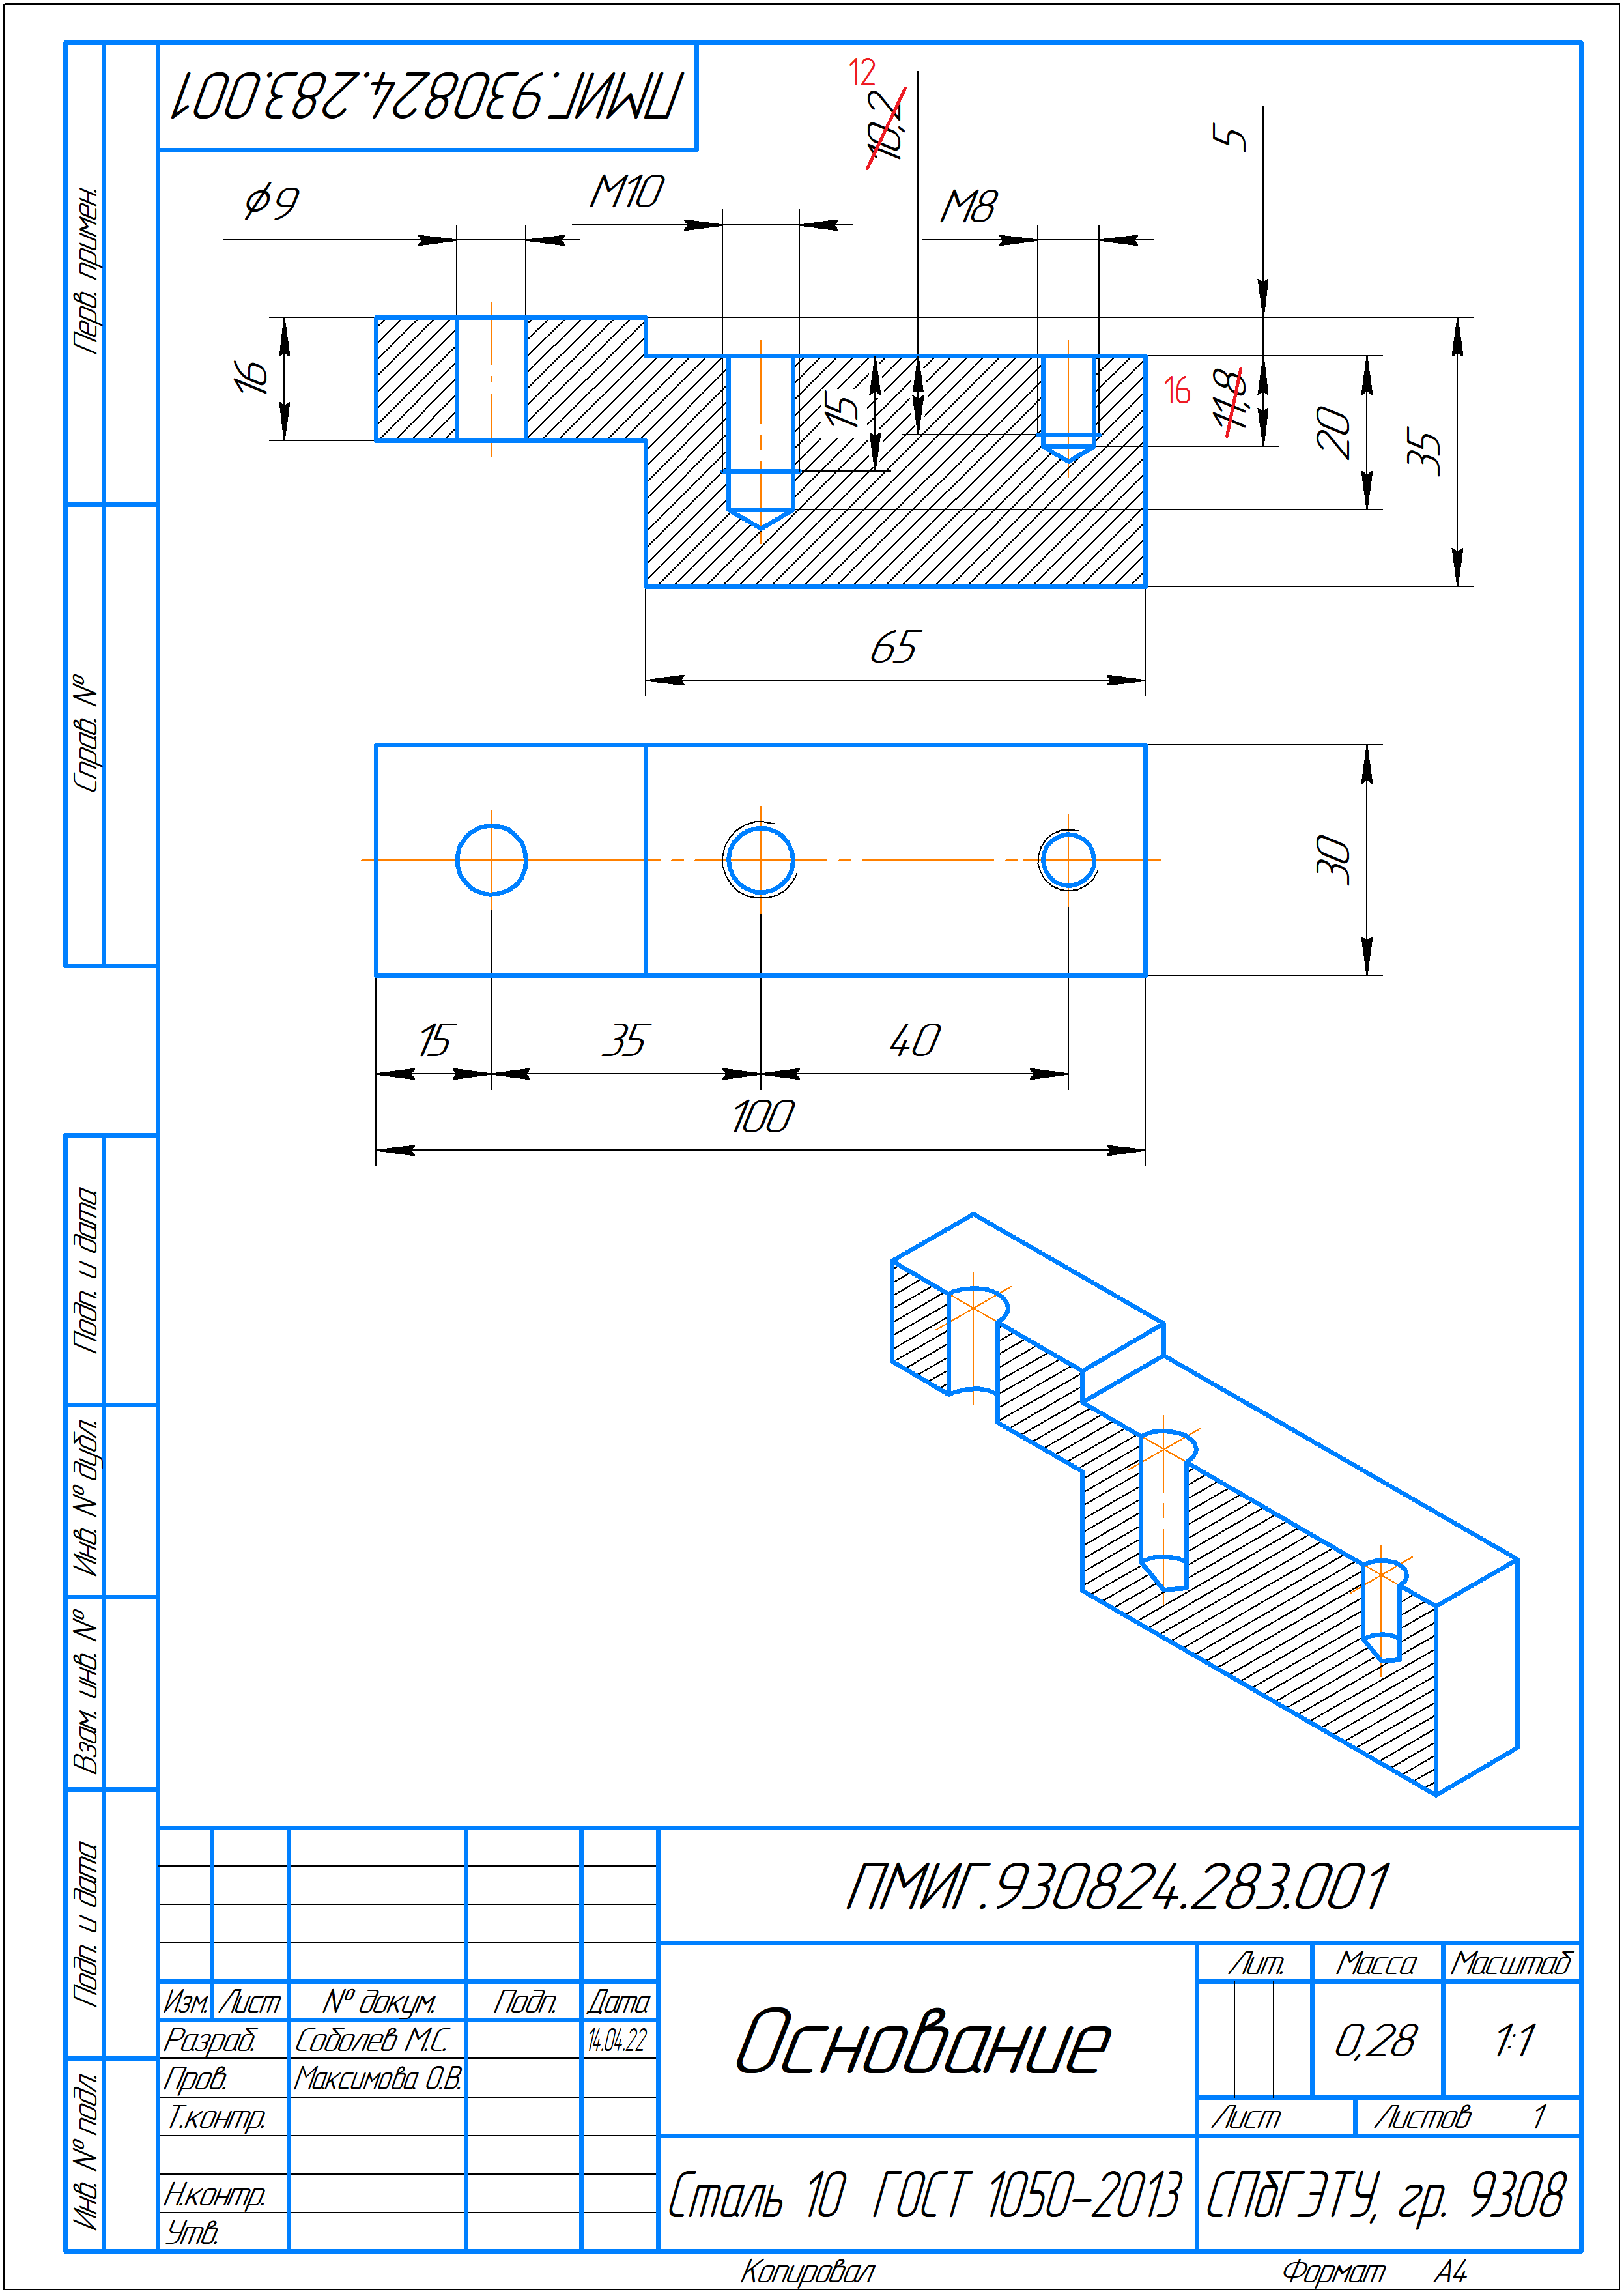 ПМИГ.930824.283.001
12
10,2
5
⌀9
М10
М8
16
15
16
11,8
20
35
65
30
15
35
40
100
Перв. примен.
Справ. №
Подп. и дата
Инв. № дубл.
Взам. инв. №
Подп. и дата
Инв. № подл.
ПМИГ.930824.283.001
Лит. Масса Масштаб
Изм. Лист № докум. Подп. Дата
Разраб. Соболев М.С. 14.04.22
Пров. Максимова О.В.
Т.контр.
Н.контр.
Утв.
Основание
0,28 1:1
Лист Листов 1
Сталь 10 ГОСТ 1050-2013
СПбГЭТУ, гр. 9308
Копировал Формат А4